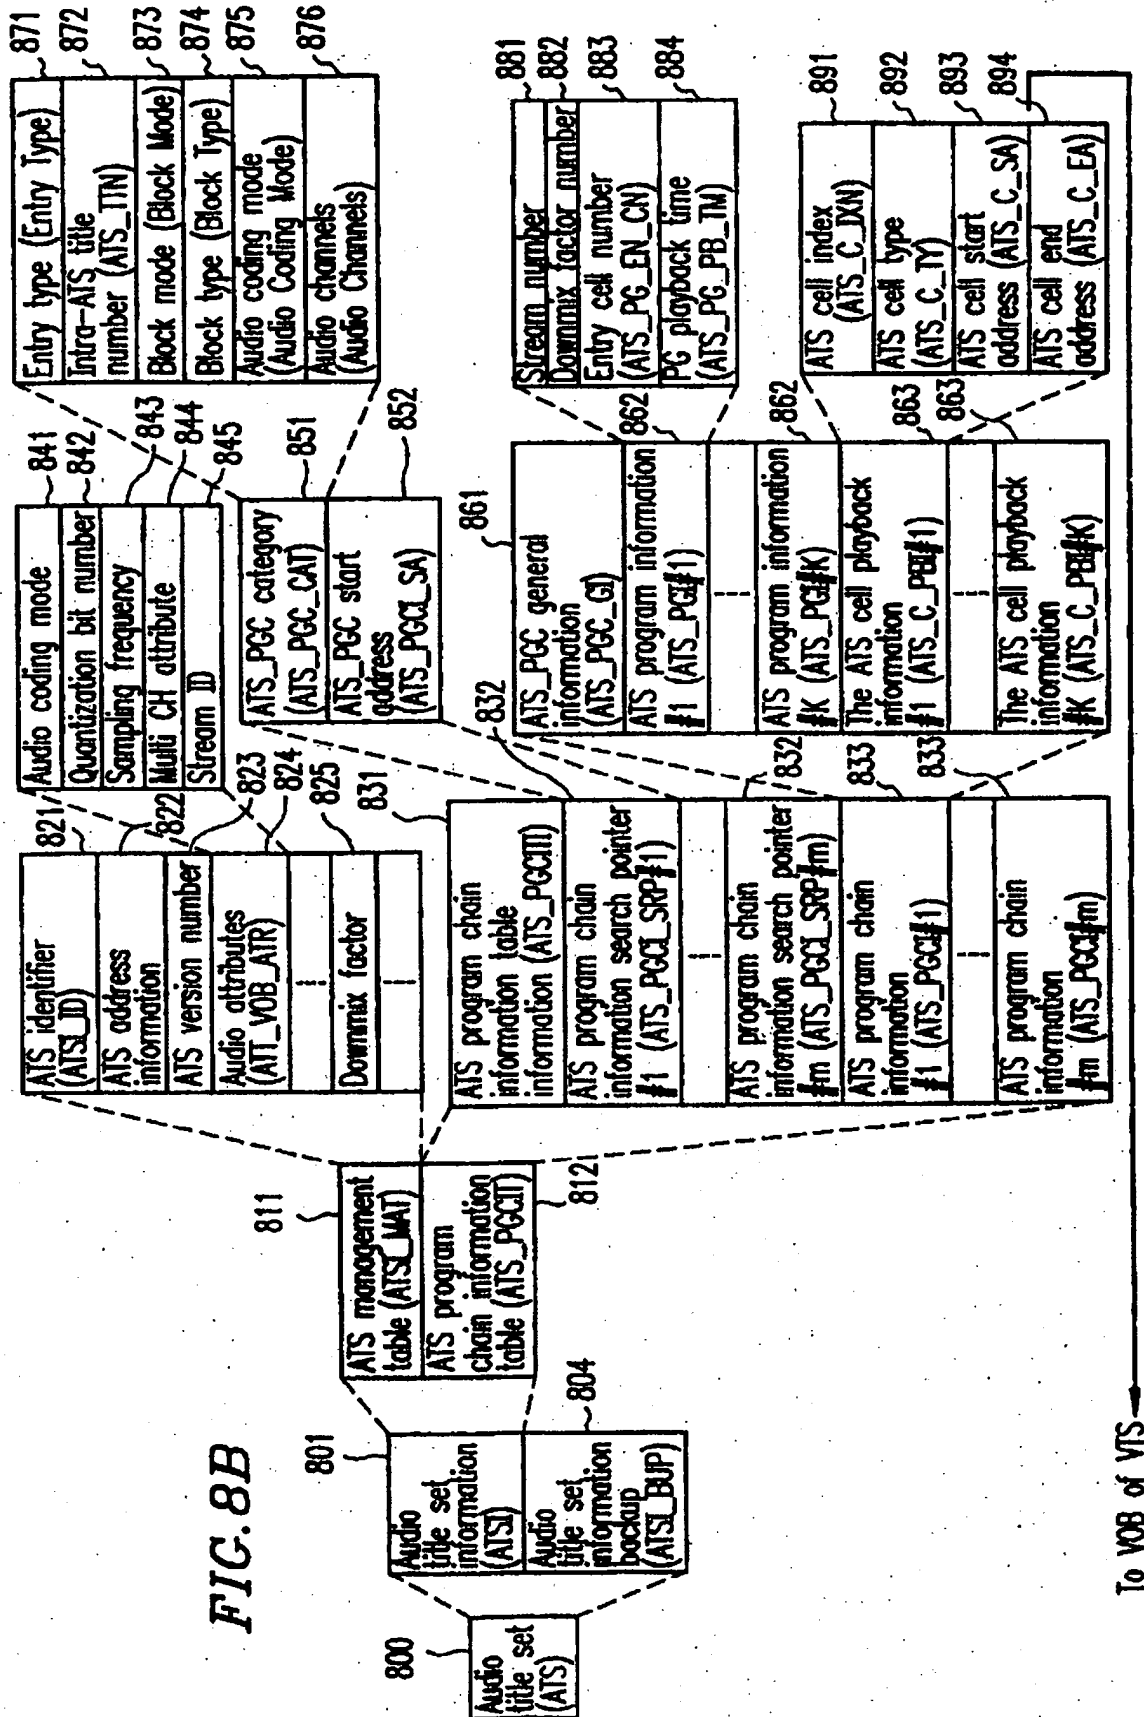 FIG.8B
800
Audio
title set
(ATS)
801
Audio
title set
information
(ATSI)
Audio
title set
information
backup
(ATSI_BUP)
804
811
ATS management
table (ATSI_MAT)
ATS program
chain information
table (ATS_PGCIT)
812
ATS identifier
(ATSI_ID)
821
ATS address
information
822
ATS version number
823
Audio attributes
(ATT_VOB_ATR)
824
Downmix factor
825
831
ATS program chain
information table
information (ATS_PGCITI)
832
ATS program chain
information search pointer
#1 (ATS_PGCI_SRP#1)
ATS program chain
information search pointer
#m (ATS_PGCI_SRP#m)
832
ATS program chain
information
#1 (ATS_PGCI#1)
833
ATS program chain
information
#m (ATS_PGCI#m)
833
Audio coding mode
841
Quantization bit number
842
Sampling frequency
843
Multi CH attribute
844
Stream ID
845
ATS_PGC category
(ATS_PGC_CAT)
851
ATS_PGC start
address
(ATS_PGCI_SA)
852
861
ATS_PGC general
information
(ATS_PGC_GI)
ATS program information
#1 (ATS_PGI#1)
862
ATS program information
#K (ATS_PGI#K)
862
The ATS cell playback
information
#1 (ATS_C_PBI#1)
863
The ATS cell playback
information
#K (ATS_C_PBI#K)
863
Entry type (Entry Type)
871
Intra-ATS title
number (ATS_TTN)
872
Block mode (Block Mode)
873
Block type (Block Type)
874
Audio coding mode
(Audio Coding Mode)
875
Audio channels
(Audio Channels)
876
Stream number
881
Downmix factor number
882
Entry cell number
(ATS_PG_EN_CN)
883
PG playback time
(ATS_PG_PB_TM)
884
ATS cell index
(ATS_C_IXN)
891
ATS cell type
(ATS_C_TY)
892
ATS cell start
address (ATS_C_SA)
893
ATS cell end
address (ATS_C_EA)
894
To VOB of VTS